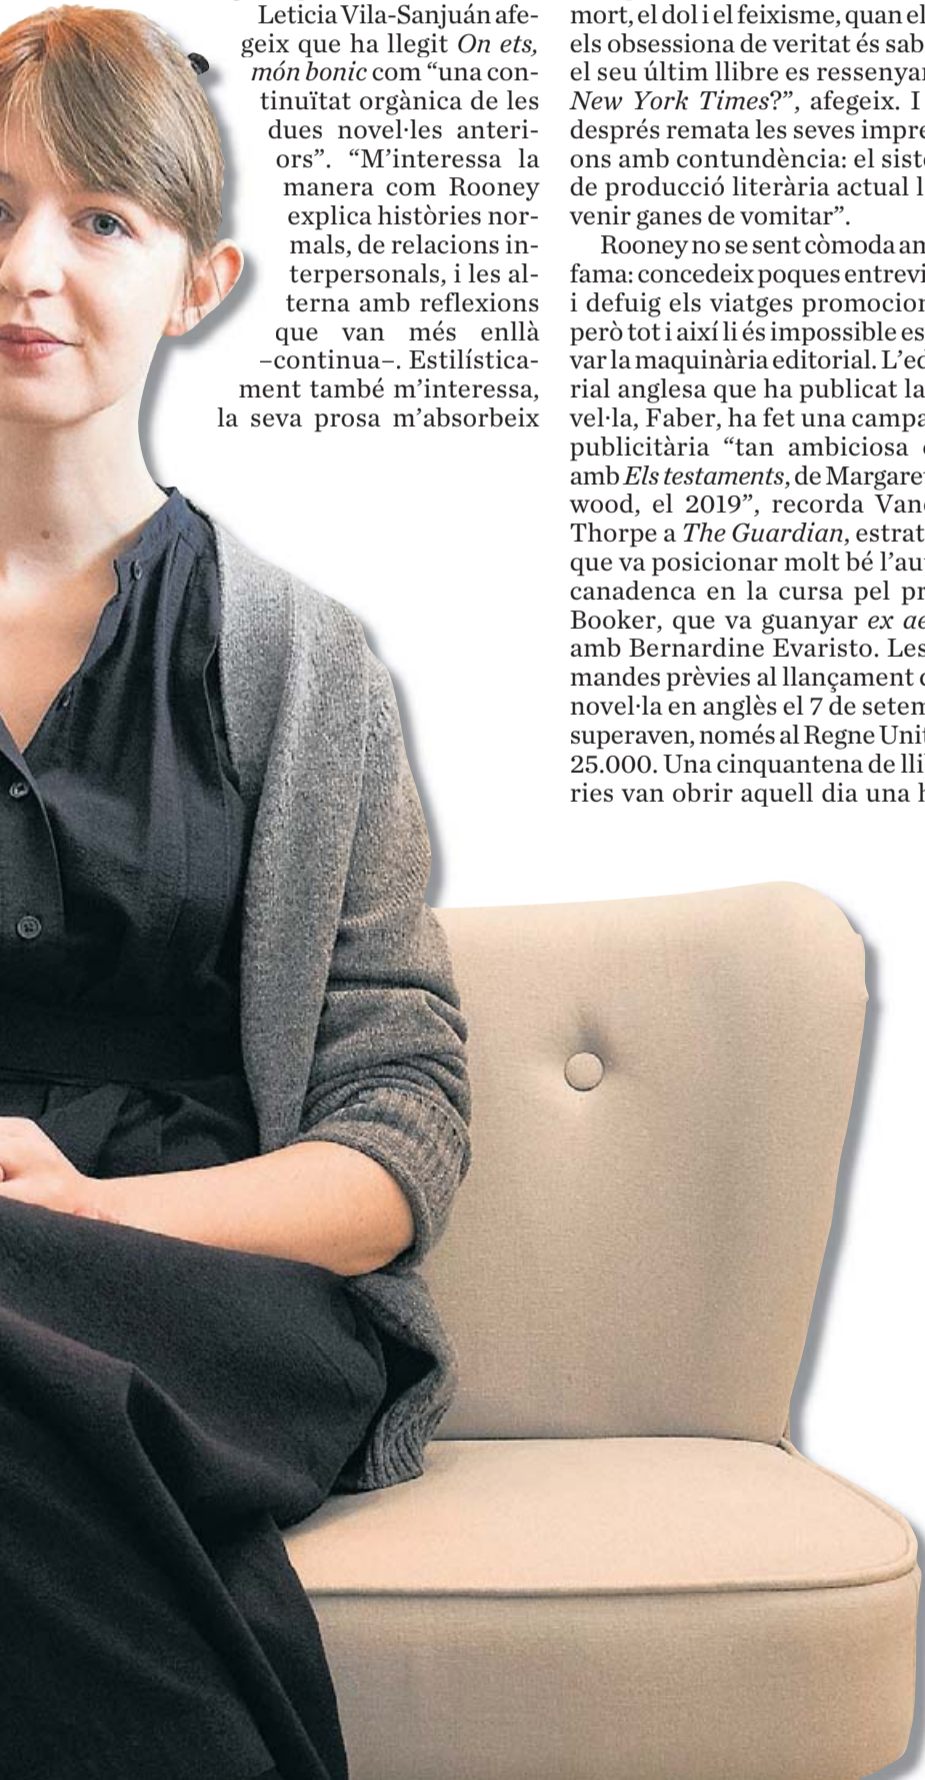 Leticia Vila-Sanjuán afe-
geix que ha llegit On ets,
món bonic com “una con-
tinuïtat orgànica de les
dues novel·les anteri-
ors”. “M’interessa la
manera com Rooney
explica històries nor-
mals, de relacions in-
terpersonals, i les al-
terna amb reflexions
que van més enllà
–continua–. Estilística-
ment també m’interessa,
la seva prosa m’absorbeix
mort, el dol i el feixisme, quan el
els obsessiona de veritat és sab
el seu últim llibre es ressenyar
New York Times?”, afegeix. I
després remata les seves impre
ons amb contundència: el siste
de producció literària actual l
venir ganes de vomitar”.
Rooney no se sent còmoda am
fama: concedeix poques entrevi
i defuig els viatges promocion
però tot i així li és impossible es
var la maquinària editorial. L’ed
rial anglesa que ha publicat la
vel·la, Faber, ha fet una campa
publicitària “tan ambiciosa
amb Els testaments, de Margaret
wood, el 2019”, recorda Vane
Thorpe a The Guardian, estrat
que va posicionar molt bé l’aut
canadenca en la cursa pel pr
Booker, que va guanyar ex ae
amb Bernardine Evaristo. Les
mandes prèvies al llançament d
novel·la en anglès el 7 de setem
superaven, només al Regne Unit
25.000. Una cinquantena de lli
ries van obrir aquell dia una h